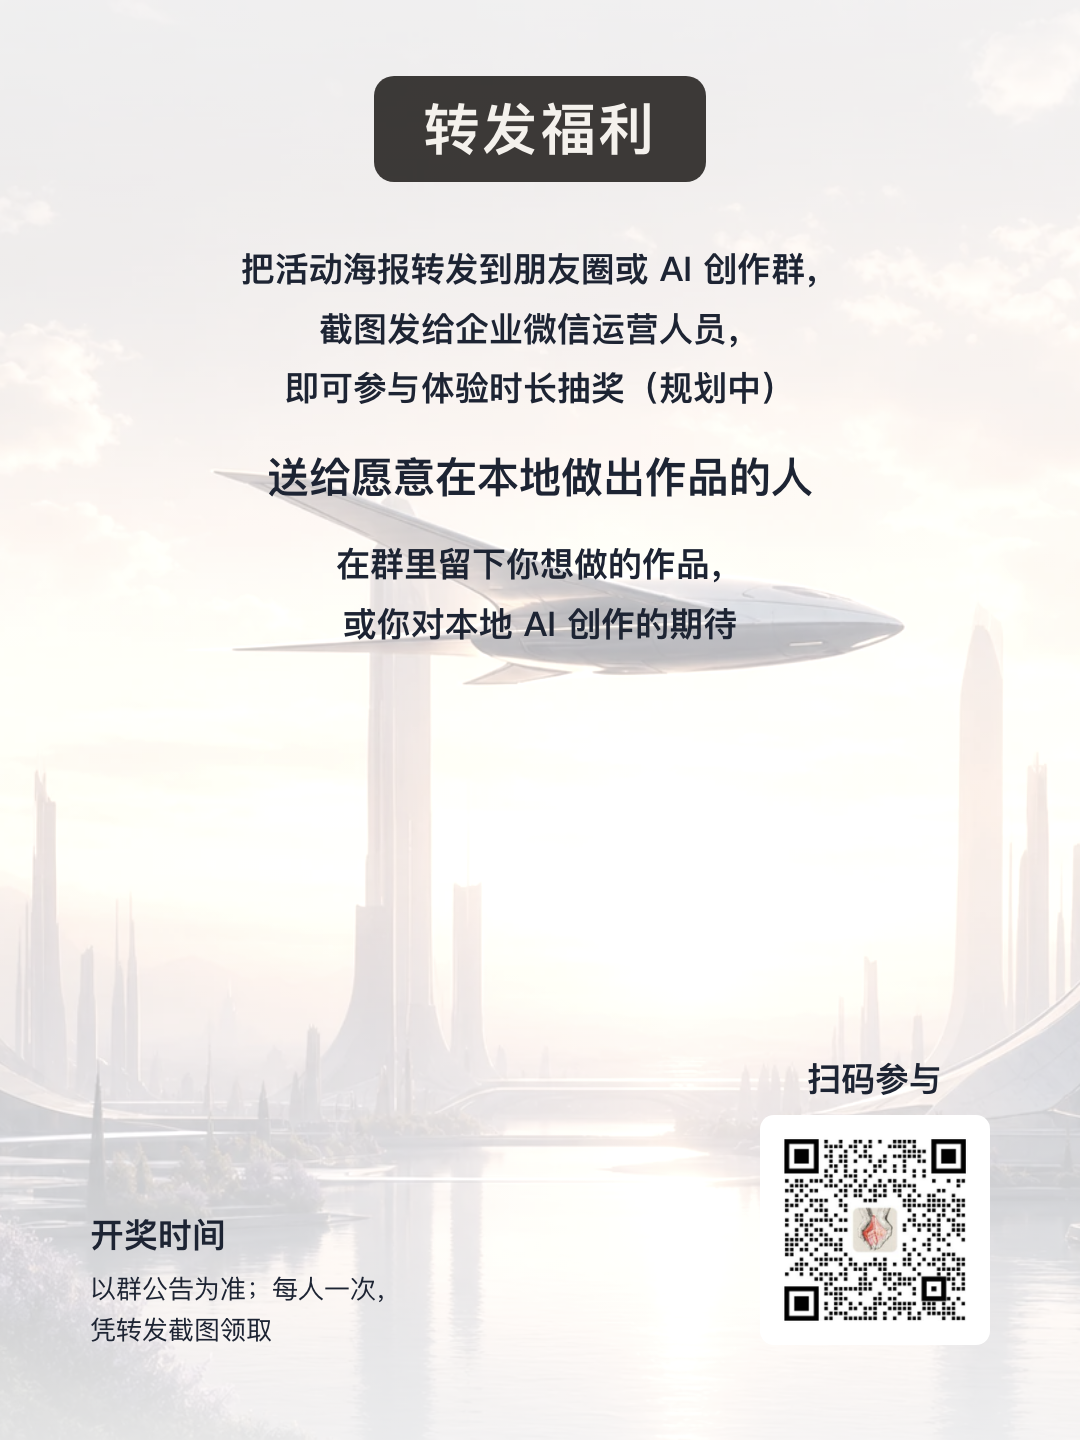 转发福利
把活动海报转发到朋友圈或 AI 创作群，
截图发给企业微信运营人员，
即可参与体验时长抽奖（规划中）
送给愿意在本地做出作品的人
在群里留下你想做的作品，
或你对本地 AI 创作的期待
扫码参与
开奖时间
以群公告为准；每人一次，
凭转发截图领取